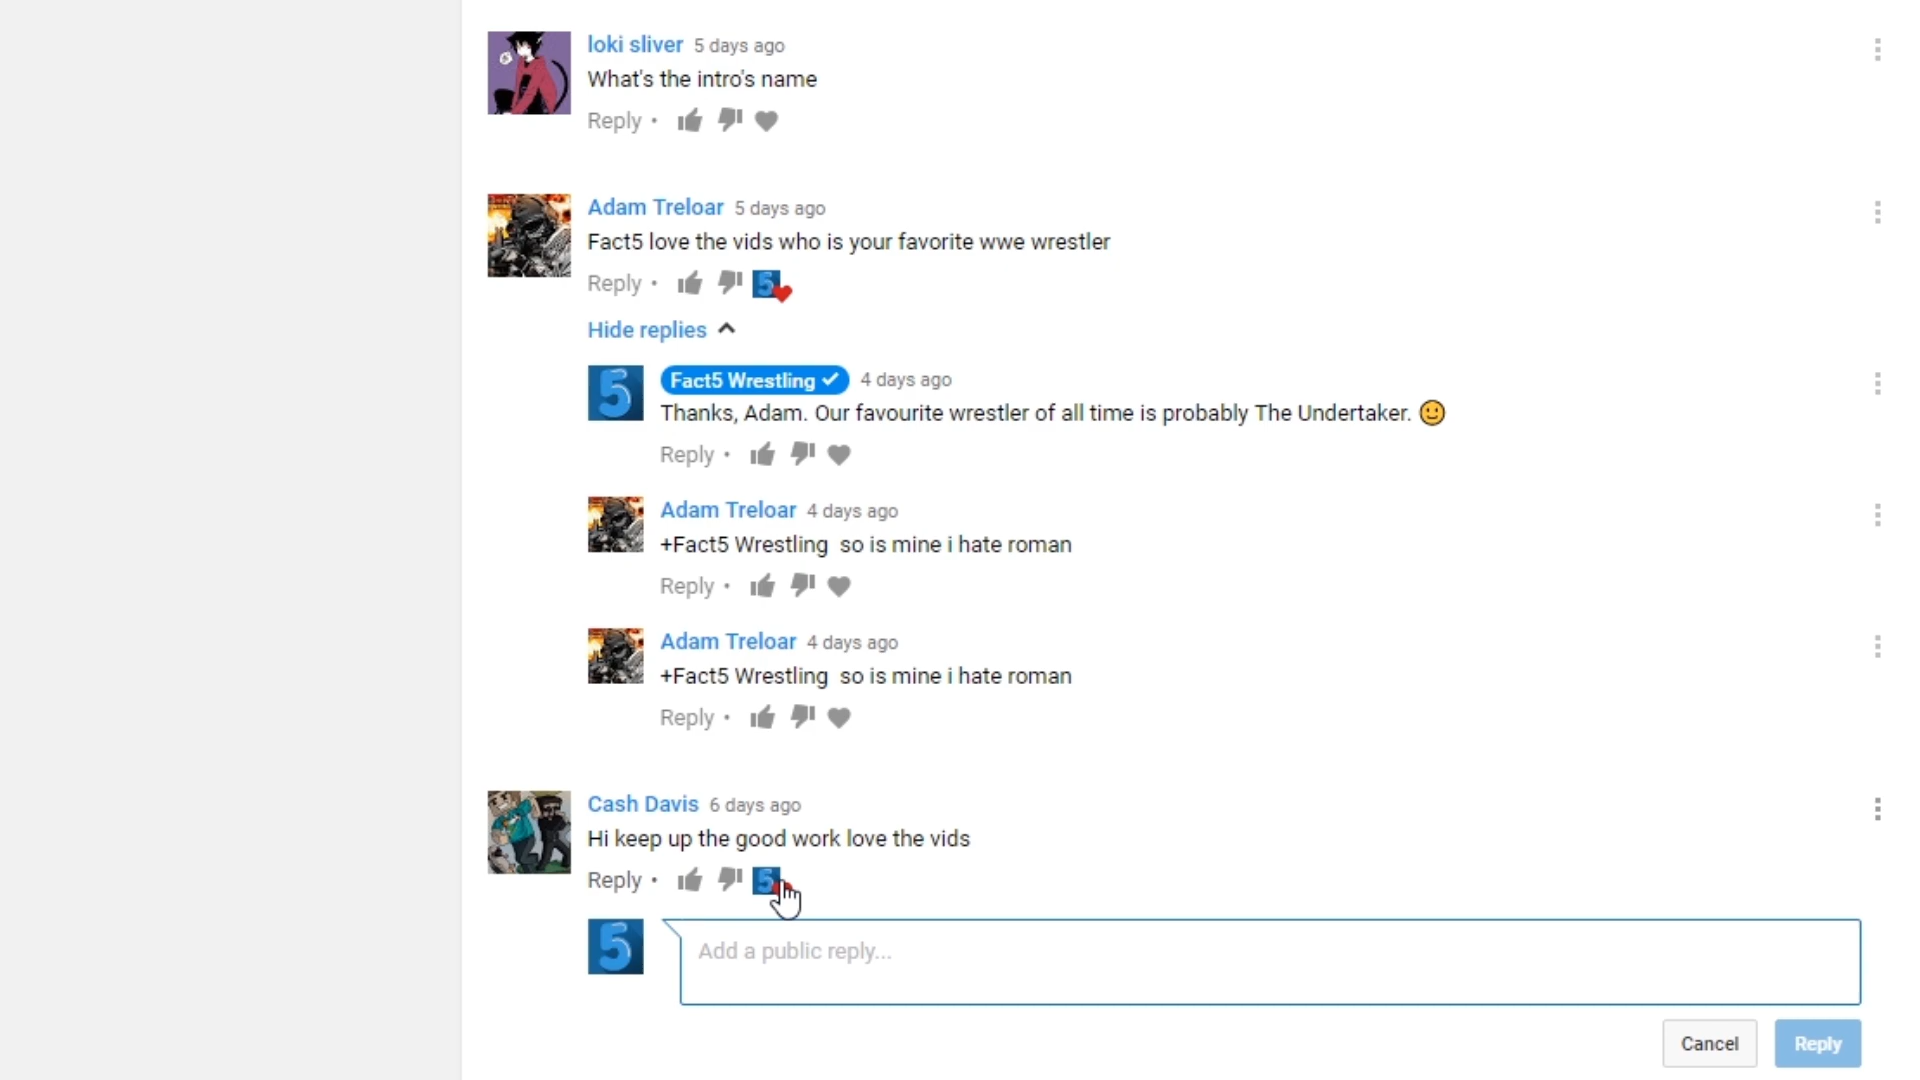 loki sliver 5 days ago
What's the intro's name
Reply •
Adam Treloar 5 days ago
Fact5 love the vids who is your favorite wwe wrestler
Reply • 5
Hide replies
5 Fact5 Wrestling 4 days ago
Thanks, Adam. Our favourite wrestler of all time is probably The Undertaker. 🙂
Reply •
Adam Treloar 4 days ago
+Fact5 Wrestling so is mine i hate roman
Reply •
Adam Treloar 4 days ago
+Fact5 Wrestling so is mine i hate roman
Reply •
Cash Davis 6 days ago
Hi keep up the good work love the vids
Reply • 5
5 Add a public reply...
Cancel Reply